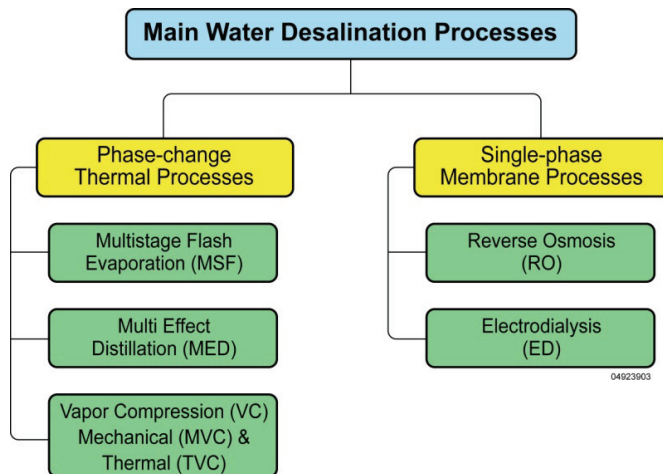 Main Water Desalination Processes
Phase-change
Thermal Processes
Multistage Flash
Evaporation (MSF)
Multi Effect
Distillation (MED)
Vapor Compression (VC)
Mechanical (MVC) &
Thermal (TVC)
Single-phase
Membrane Processes
Reverse Osmosis
(RO)
Electrodialysis
(ED)
04923903